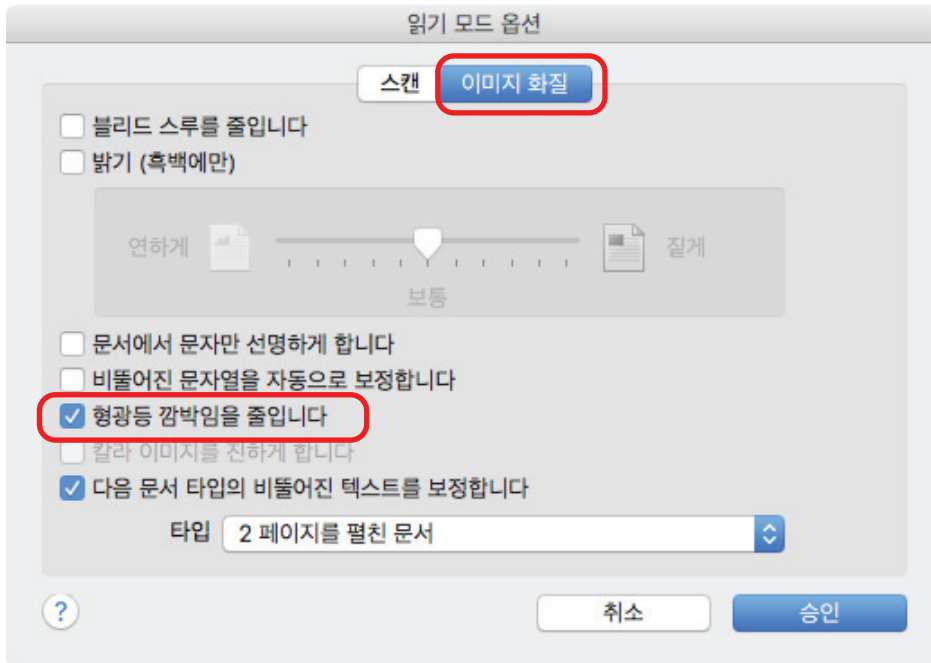 읽기 모드 옵션
스캔 이미지 화질
블리드 스루를 줄입니다
밝기 (흑백에만)
연하게 짙게
보통
문서에서 문자만 선명하게 합니다
비뚤어진 문자열을 자동으로 보정합니다
형광등 깜박임을 줄입니다
칼라 이미지를 진하게 합니다
다음 문서 타입의 비뚤어진 텍스트를 보정합니다
타입 2 페이지를 펼친 문서
? 취소 승인